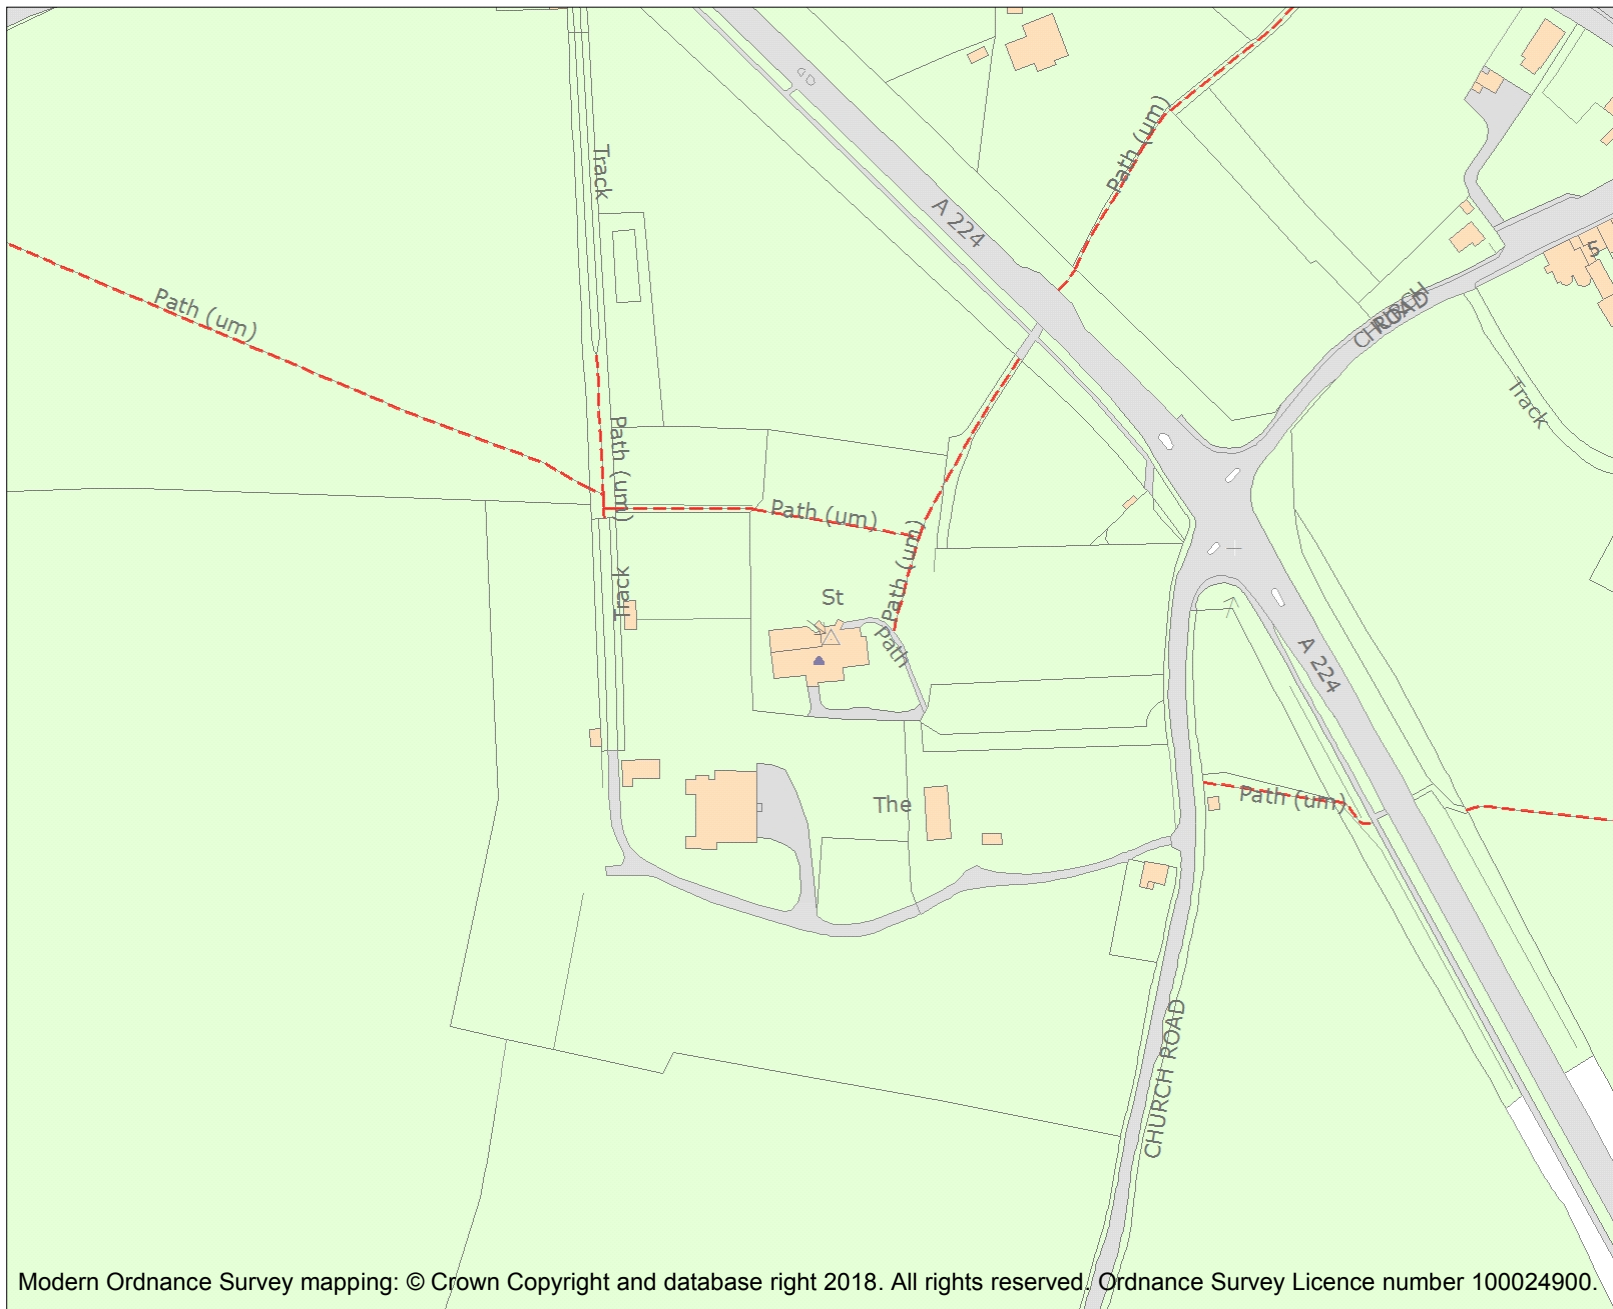 Track
Path (um)
A 224
Path (um)
5
CHURCH
ROAD
Track
Path (um)
Path (um)
Path (um)
Track
St
Path
A 224
Path (um)
The
CHURCH ROAD
Modern Ordnance Survey mapping: © Crown Copyright and database right 2018. All rights reserved. Ordnance Survey Licence number 100024900.